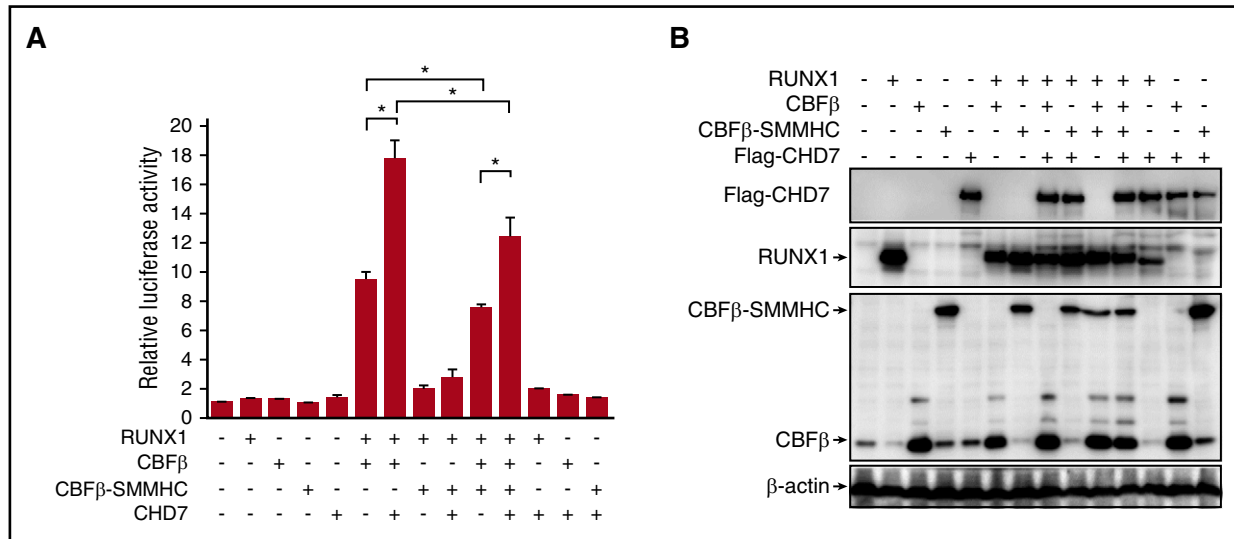 A
*
*
*
*
Relative luciferase activity
20
18
16
14
12
10
8
6
4
2
0
RUNX1 - + - - - + + + + + + + - -
CBFβ - - + - - + + - - + + - + -
CBFβ-SMMHC - - - + - - - + + + + - - +
CHD7 - - - - + - + - + - + + + +
B
RUNX1 - + - - - + + + + + + + - -
CBFβ - - + - - + - + - + + - + -
CBFβ-SMMHC - - - + - - + - + + + - - +
Flag-CHD7 - - - - + - - + + - + + + +
Flag-CHD7
RUNX1
CBFβ-SMMHC
CBFβ
β-actin